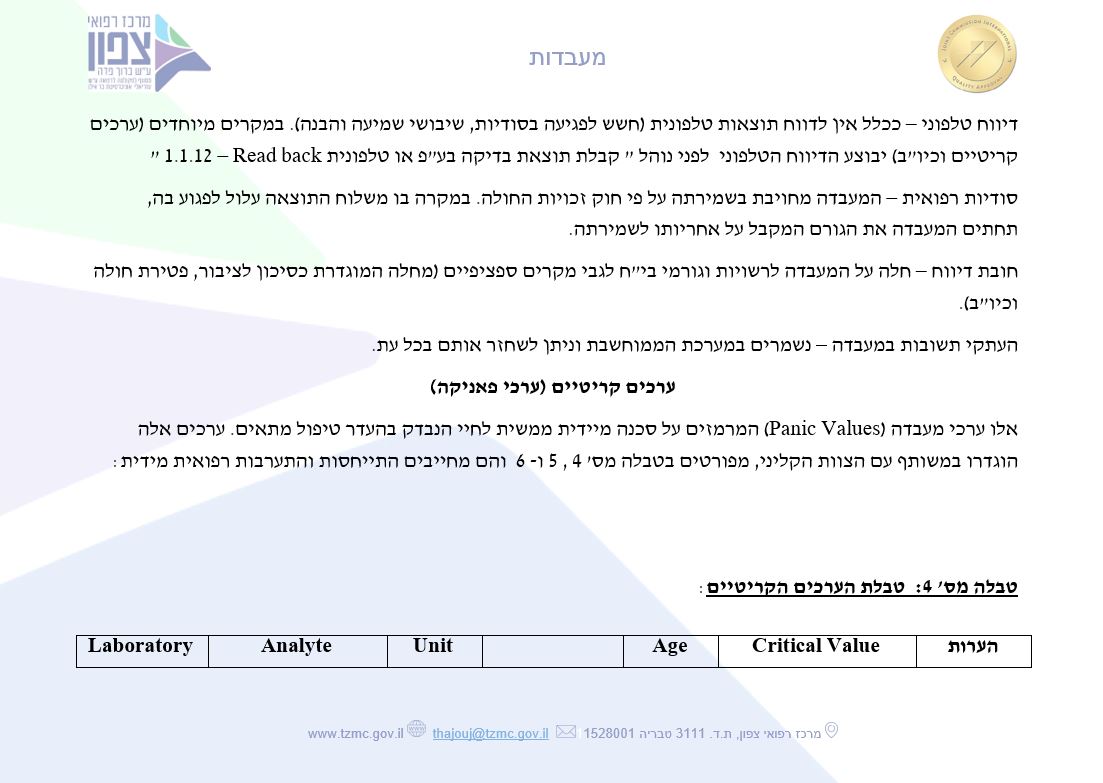 מרכז רפואי
צפון
ע״ש ברוך פדה
מעבדות
JOINT COMMISSION INTERNATIONAL
QUALITY APPROVAL
דיווח טלפוני – ככלל אין לדווח תוצאות טלפונית (חשש לפגיעה בסודיות, שיבושי שמיעה והבנה). במקרים מיוחדים (ערכים
קריטיים וכיו״ב) יבוצע הדיווח הטלפוני לפני נוהל ״ קבלת תוצאת בדיקה בע״פ או טלפונית Read back – 1.1.12 ״
סודיות רפואית – המעבדה מחויבת בשמירתה על פי חוק זכויות החולה. במקרה בו משלוח התוצאה עלול לפגוע בה,
תחתים המעבדה את הגורם המקבל על אחריותו לשמירתה.
חובת דיווח – חלה על המעבדה לרשויות וגורמי בי״ח לגבי מקרים ספציפיים (מחלה המוגדרת כסיכון לציבור, פטירת חולה
וכיו״ב).
העתקי תשובות במעבדה – נשמרים במערכת הממוחשבת וניתן לשחזר אותם בכל עת.
ערכים קריטיים (ערכי פאניקה)
אלו ערכי מעבדה (Panic Values) המרמזים על סכנה מיידית ממשית לחיי הנבדק בהעדר טיפול מתאים. ערכים אלה
הוגדרו במשותף עם הצוות הקליני, מפורטים בטבלה מס׳ 4 , 5 ו- 6 והם מחייבים התייחסות והתערבות רפואית מידית :
טבלה מס׳ 4: טבלת הערכים הקריטיים :
Laboratory Analyte Unit Age Critical Value הערות
מרכז רפואי צפון, ת.ד. 3111 טבריה 1528001 thajouj@tzmc.gov.il www.tzmc.gov.il